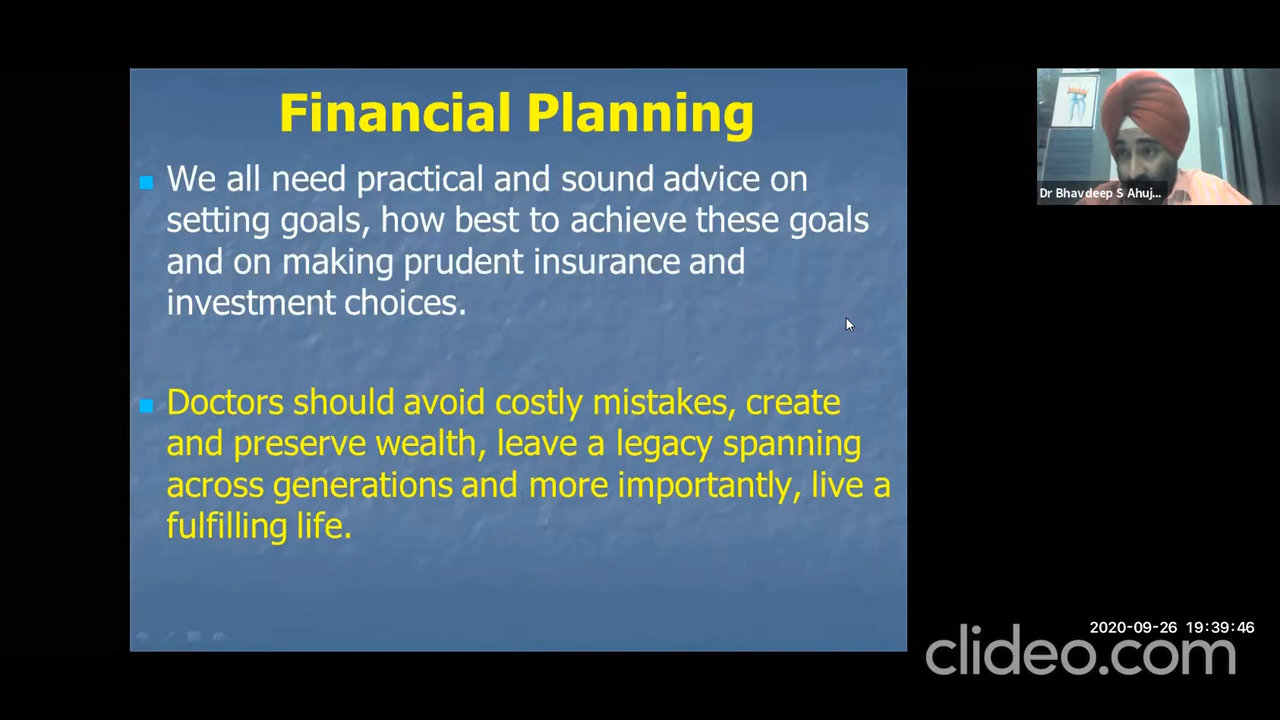 Financial Planning
We all need practical and sound advice on
setting goals, how best to achieve these goals
and on making prudent insurance and
investment choices.
Doctors should avoid costly mistakes, create
and preserve wealth, leave a legacy spanning
across generations and more importantly, live a
fulfilling life.
Dr Bhavdeep S Ahuj...
2020-09-26 19:39:46
clideo.com